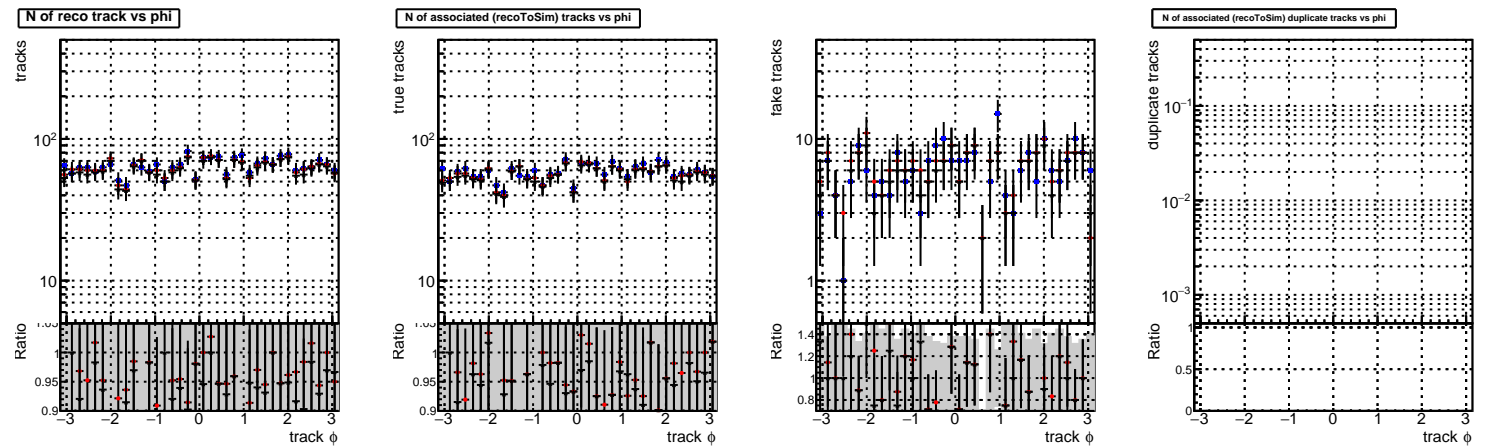 N of reco track vs phi
tracks
10²
10
Ratio
1.05
1
0.95
0.9
−3 −2 −1 0 1 2 3
track ϕ
N of associated (recoToSim) tracks vs phi
true tracks
10²
10
Ratio
1.05
1
0.95
0.9
−3 −2 −1 0 1 2 3
track ϕ
fake tracks
10
1
Ratio
1.4
1.2
1
0.8
−3 −2 −1 0 1 2 3
track ϕ
N of associated (recoToSim) duplicate tracks vs phi
duplicate tracks
10⁻¹
10⁻²
10⁻³
Ratio
1
0.5
0
−3 −2 −1 0 1 2 3
track ϕ